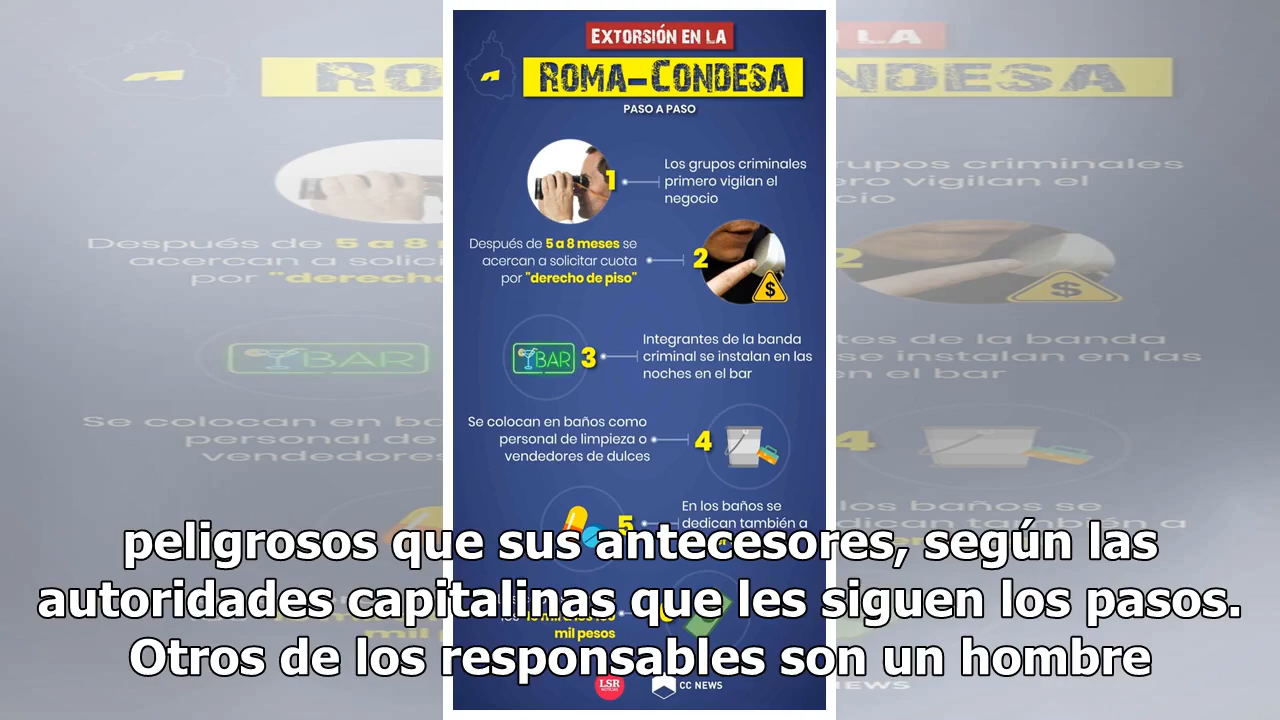 EXTORSIÓN EN LA
ROMA-CONDESA
PASO A PASO
1
Los grupos criminales
primero vigilan el
negocio
Después de 5 a 8 meses se
acercan a solicitar cuota
por "derecho de piso"
2
$
BAR
3
Integrantes de la banda
criminal se instalan en las
noches en el bar
Se colocan en baños como
personal de limpieza o
vendedores de dulces
4
5
En los baños se
dedican también a
mil pesos
peligrosos que sus antecesores, según las
autoridades capitalinas que les siguen los pasos.
Otros de los responsables son un hombre
LSR
NOTICIAS
CC NEWS